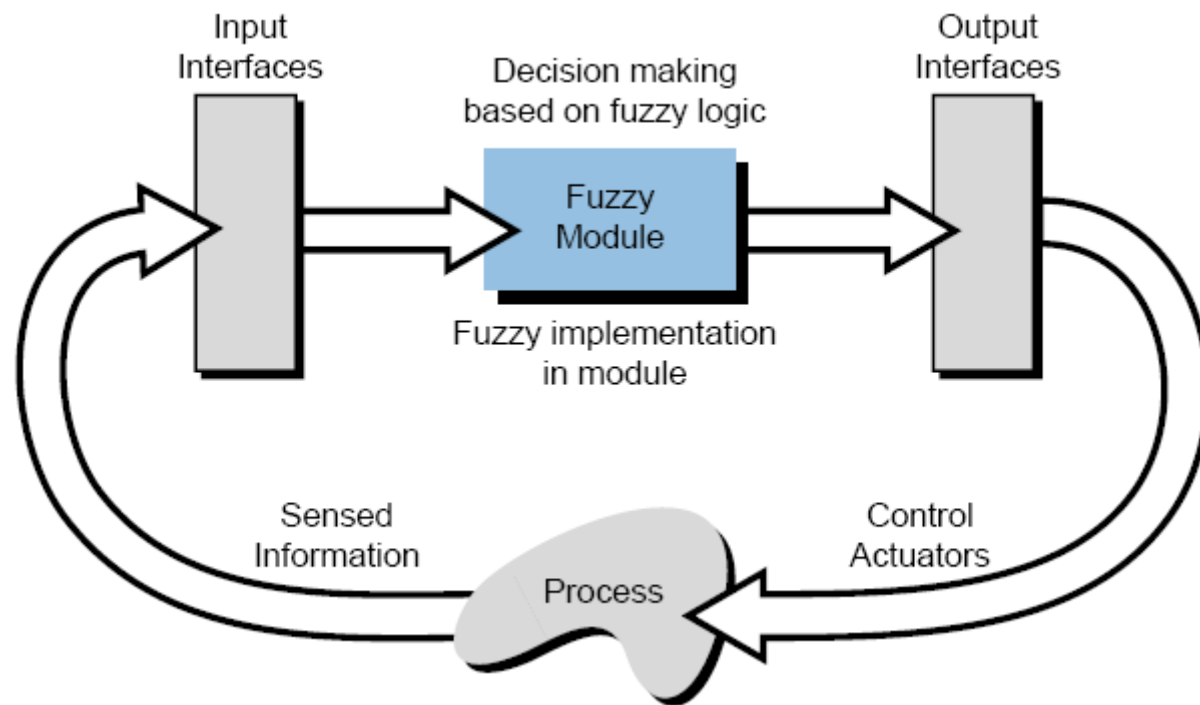 Input
Interfaces
Decision making
based on fuzzy logic
Output
Interfaces
Fuzzy
Module
Fuzzy implementation
in module
Sensed
Information
Process
Control
Actuators